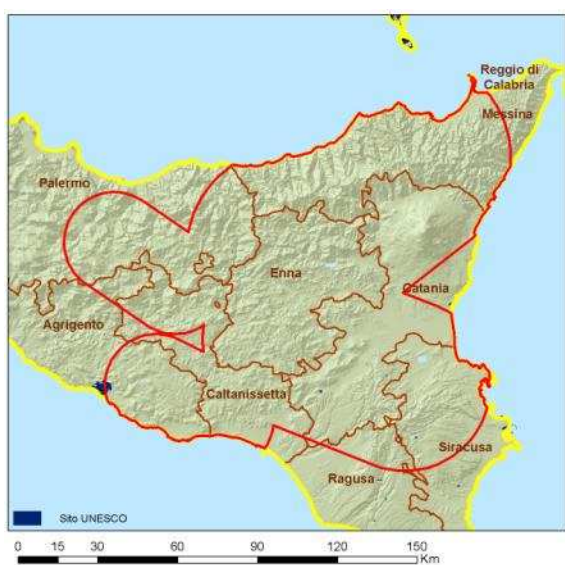 Reggio di
Calabria
Messina
Palermo
Enna
Catania
Agrigento
Caltanissetta
Siracusa
Ragusa
Sito UNESCO
0 15 30 60 90 120 150
Km